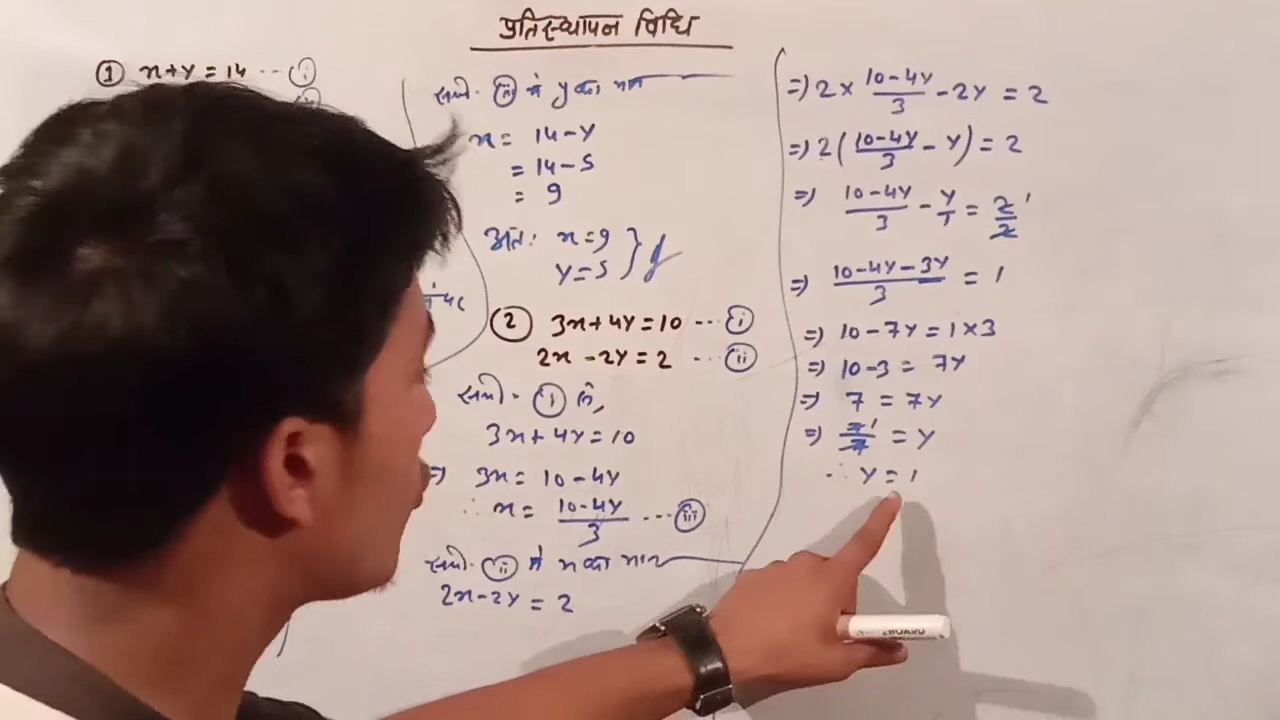 प्रतिस्थापन विधि
① x+y = 14 --- ⓘ
समी॰ ⓘⓘⓘ में y का मान
x = 14-y
= 14-5
= 9
अतः x=9
y=5
② 3x+4y=10 --- ⓘ
2x-2y=2 --- ⓘⓘ
समी॰ ⓘ से,
3x+4y=10
⇒ 3x= 10-4y
∴ x= (10-4y)/3 --- ⓘⓘⓘ
समी॰ ⓘⓘ में x का मान
2x-2y = 2
⇒ 2× (10-4y)/3 -2y = 2
⇒ 2((10-4y)/3 - y) = 2
⇒ (10-4y)/3 - y/1 = 2/2 1
⇒ (10-4y-3y)/3 = 1
⇒ 10-7y=1×3
⇒ 10-3= 7y
⇒ 7=7y
⇒ 7/7 1 = y
∴ y=1